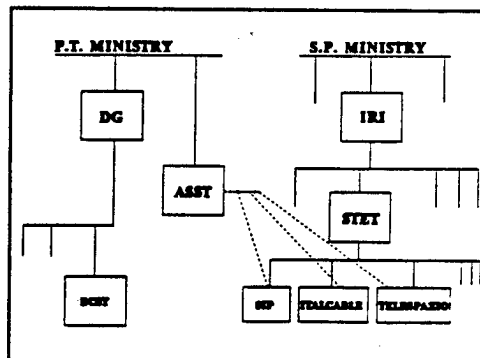 P.T. MINISTRY
S.P. MINISTRY
DG
IRI
ASST
STET
DCST
SIP
ITALCABLE
TELESPAZIO